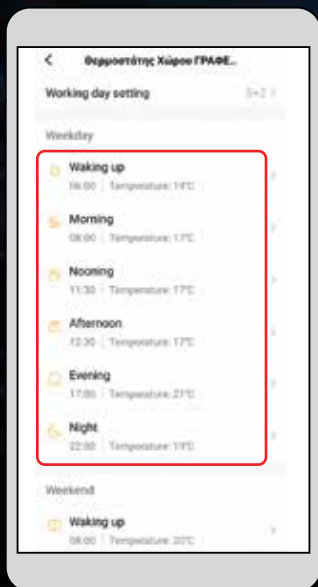 Θερμοστάτης Χώρου ΓΡΑΦΕ...
Working day setting 5+2
Weekday
Waking up
06:00 | Temperature: 19°C
Morning
08:00 | Temperature: 17°C
Nooning
11:30 | Temperature: 17°C
Afternoon
12:30 | Temperature: 17°C
Evening
17:00 | Temperature: 21°C
Night
22:00 | Temperature: 19°C
Weekend
Waking up
08:00 | Temperature: 20°C